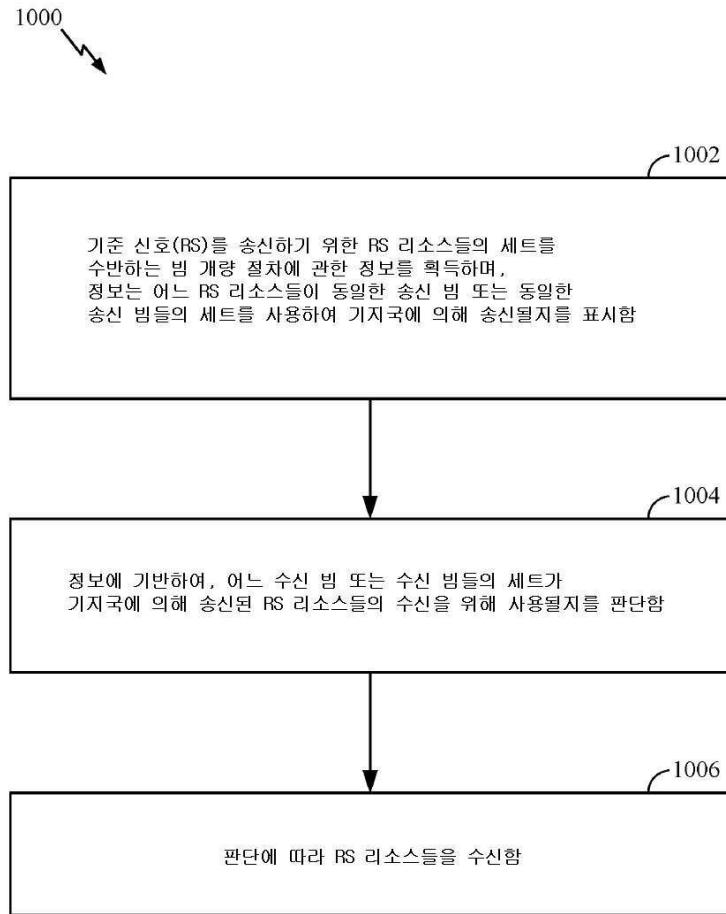 1000
1002
기준 신호(RS)를 송신하기 위한 RS 리소스들의 세트를
수반하는 빔 개량 절차에 관한 정보를 획득하며,
정보는 어느 RS 리소스들이 동일한 송신 빔 또는 동일한
송신 빔들의 세트를 사용하여 기지국에 의해 송신될지를 표시함
1004
정보에 기반하여, 어느 수신 빔 또는 수신 빔들의 세트가
기지국에 의해 송신된 RS 리소스들의 수신을 위해 사용될지를 판단함
1006
판단에 따라 RS 리소스들을 수신함